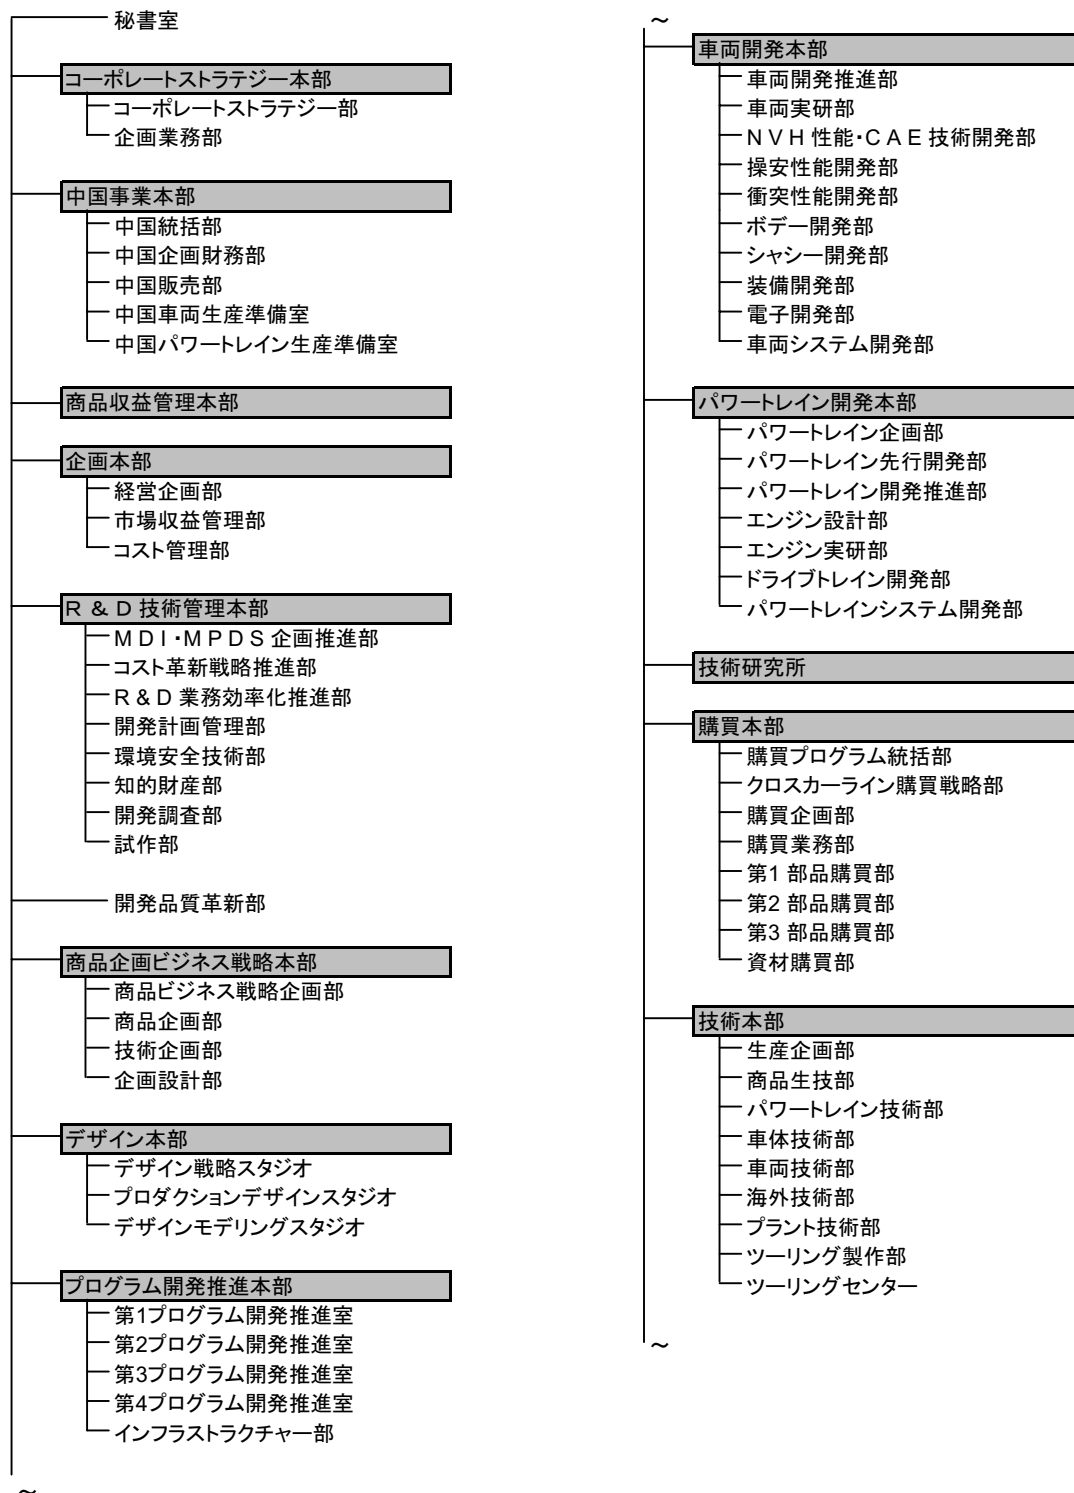 秘書室
コーポレートストラテジー本部
コーポレートストラテジー部
企画業務部
中国事業本部
中国統括部
中国企画財務部
中国販売部
中国車両生産準備室
中国パワートレイン生産準備室
商品収益管理本部
企画本部
経営企画部
市場収益管理部
コスト管理部
R & D 技術管理本部
M D I ・M P D S 企画推進部
コスト革新戦略推進部
R & D 業務効率化推進部
開発計画管理部
環境安全技術部
知的財産部
開発調査部
試作部
開発品質革新部
商品企画ビジネス戦略本部
商品ビジネス戦略企画部
商品企画部
技術企画部
企画設計部
デザイン本部
デザイン戦略スタジオ
プロダクションデザインスタジオ
デザインモデリングスタジオ
プログラム開発推進本部
第1プログラム開発推進室
第2プログラム開発推進室
第3プログラム開発推進室
第4プログラム開発推進室
インフラストラクチャー部
～
～
車両開発本部
車両開発推進部
車両実研部
N V H 性能・C A E 技術開発部
操安性能開発部
衝突性能開発部
ボデー開発部
シャシー開発部
装備開発部
電子開発部
車両システム開発部
パワートレイン開発本部
パワートレイン企画部
パワートレイン先行開発部
パワートレイン開発推進部
エンジン設計部
エンジン実研部
ドライブトレイン開発部
パワートレインシステム開発部
技術研究所
購買本部
購買プログラム統括部
クロスカーライン購買戦略部
購買企画部
購買業務部
第1 部品購買部
第2 部品購買部
第3 部品購買部
資材購買部
技術本部
生産企画部
商品生技部
パワートレイン技術部
車体技術部
車両技術部
海外技術部
プラント技術部
ツーリング製作部
ツーリングセンター
～